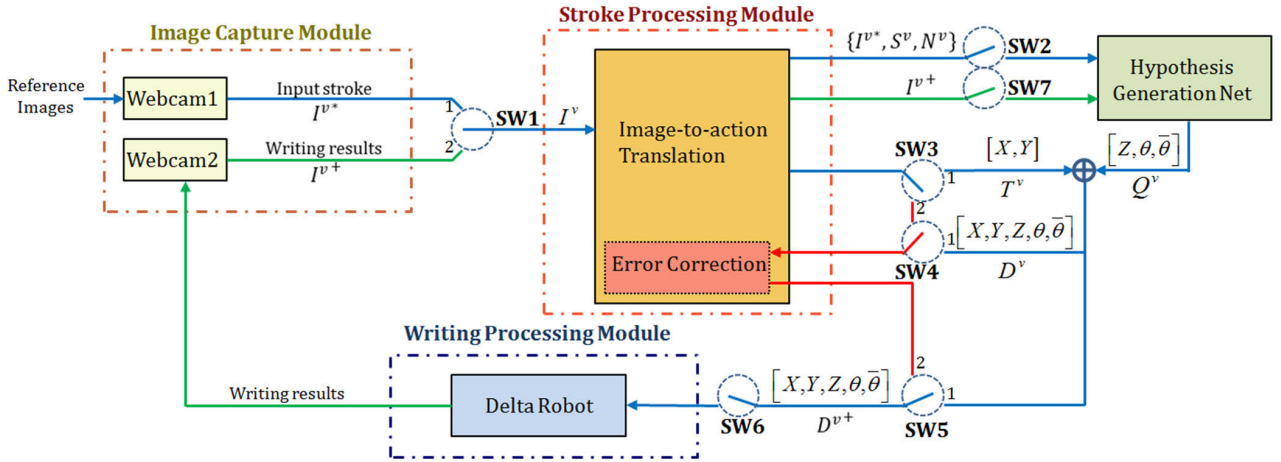 Image Capture Module
Stroke Processing Module
Reference
Images
Webcam1
Input stroke
I^{v*}
1
Webcam2
Writing results
I^{v+}
2
SW1
I^v
Image-to-action
Translation
{I^{v*}, S^v, N^v}
SW2
I^{v+}
SW7
Hypothesis
Generation Net
SW3
1
2
[X,Y]
T^v
[Z,θ,θ̅]
Q^v
Error Correction
SW4
1
[X,Y,Z,θ,θ̅]
D^v
Writing Processing Module
Writing results
Delta Robot
SW6
[X,Y,Z,θ,θ̅]
D^{v+}
2
1
SW5